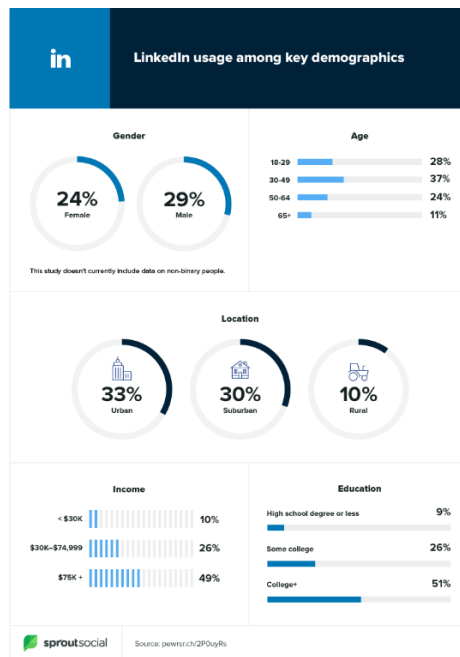 in
LinkedIn usage among key demographics
Gender
24%
Female
29%
Male
This study doesn't currently include data on non-binary people.
Age
18-29 28%
30-49 37%
50-64 24%
65+ 11%
Location
33%
Urban
30%
Suburban
10%
Rural
Income
< $30K 10%
$30K–$74,999 26%
$75K + 49%
Education
High school degree or less 9%
Some college 26%
College+ 51%
sproutsocial
Source: pewrsr.ch/2P0uyRs